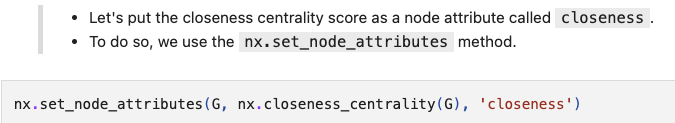 • Let's put the closeness centrality score as a node attribute called closeness.
• To do so, we use the nx.set_node_attributes method.
nx.set_node_attributes(G, nx.closeness_centrality(G), 'closeness')